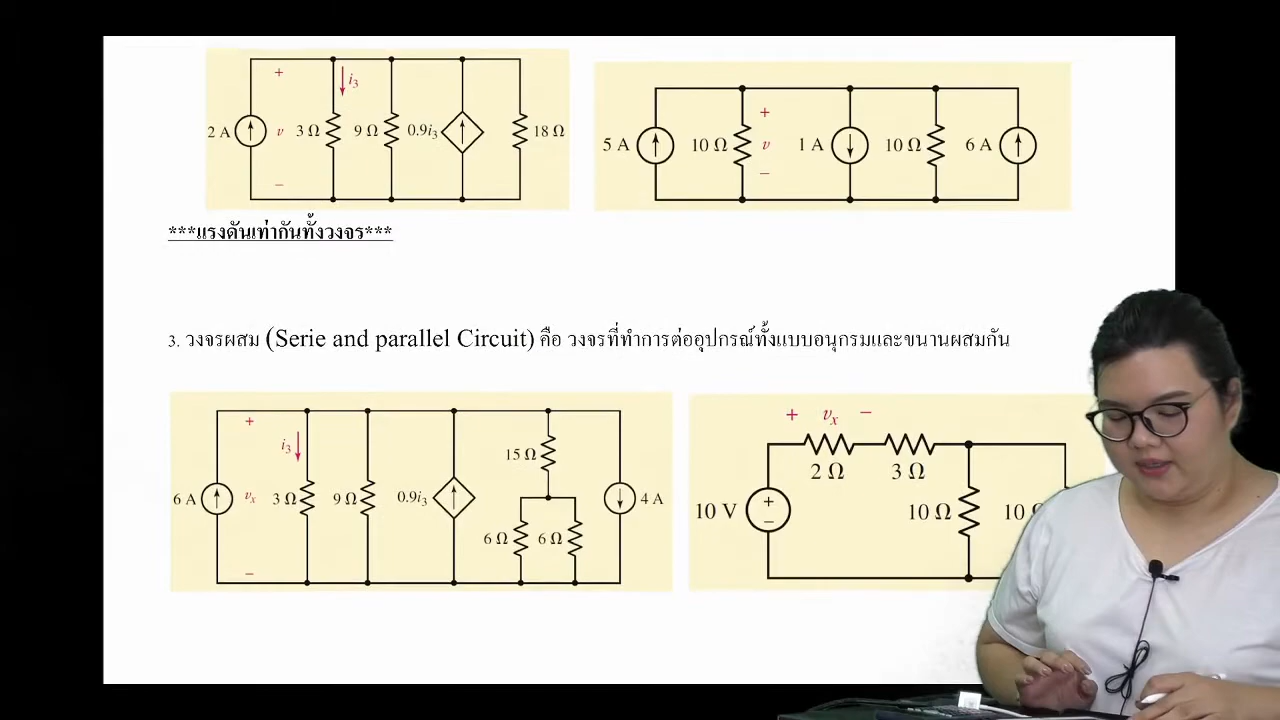 + i₃
2 A v 3 Ω 9 Ω 0.9i₃ 18 Ω
−
+
5 A 10 Ω v 1 A 10 Ω 6 A
−
***แรงดันเท่ากันทั้งวงจร***
3. วงจรผสม (Serie and parallel Circuit) คือ วงจรที่ทำการต่ออุปกรณ์ทั้งแบบอนุกรมและขนานผสมกัน
+
i₃ 15 Ω
6 A vₓ 3 Ω 9 Ω 0.9i₃ 4 A
6 Ω 6 Ω
−
+ vₓ −
2 Ω 3 Ω
10 V + − 10 Ω 10